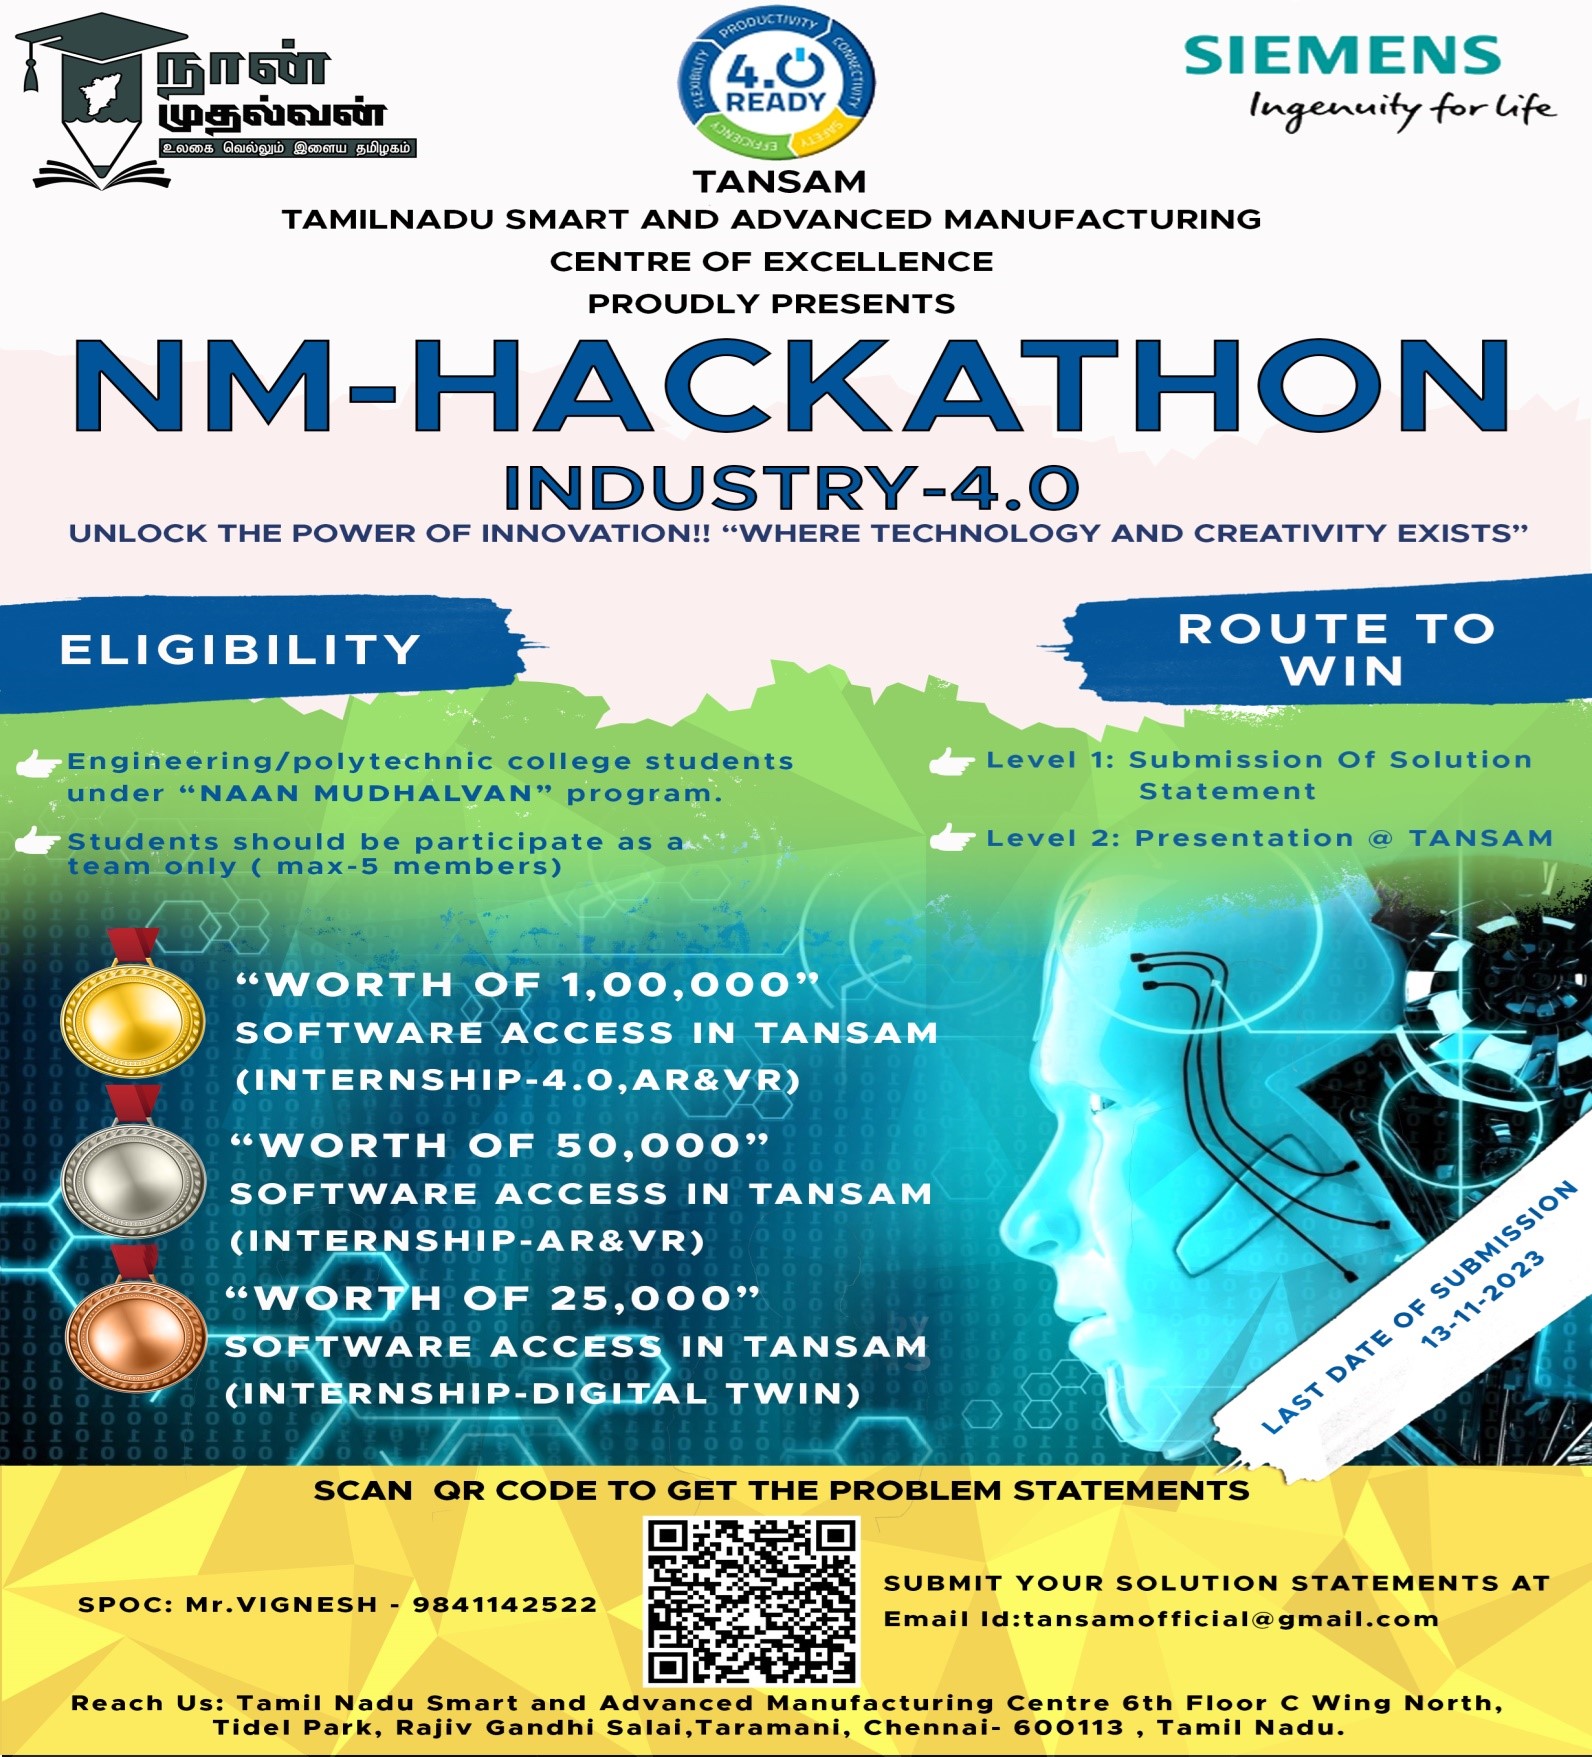 நான்
முதல்வன்
உலகை வெல்லும் இளைய தமிழகம்
PRODUCTIVITY
CONNECTIVITY
SAFETY
EFFICIENCY
FLEXIBILITY
4.0
READY
SIEMENS
Ingenuity for life
TANSAM
TAMILNADU SMART AND ADVANCED MANUFACTURING
CENTRE OF EXCELLENCE
PROUDLY PRESENTS
NM-HACKATHON
INDUSTRY-4.0
UNLOCK THE POWER OF INNOVATION!! “WHERE TECHNOLOGY AND CREATIVITY EXISTS”
ELIGIBILITY
Engineering/polytechnic college students
under “NAAN MUDHALVAN” program.
Students should be participate as a
team only ( max-5 members)
ROUTE TO
WIN
Level 1: Submission Of Solution
Statement
Level 2: Presentation @ TANSAM
“WORTH OF 1,00,000”
SOFTWARE ACCESS IN TANSAM
(INTERNSHIP-4.0,AR&VR)
“WORTH OF 50,000”
SOFTWARE ACCESS IN TANSAM
(INTERNSHIP-AR&VR)
“WORTH OF 25,000”
SOFTWARE ACCESS IN TANSAM
(INTERNSHIP-DIGITAL TWIN)
LAST DATE OF SUBMISSION
13-11-2023
SCAN QR CODE TO GET THE PROBLEM STATEMENTS
SPOC: Mr.VIGNESH - 9841142522
SUBMIT YOUR SOLUTION STATEMENTS AT
Email Id:tansamofficial@gmail.com
Reach Us: Tamil Nadu Smart and Advanced Manufacturing Centre 6th Floor C Wing North,
Tidel Park, Rajiv Gandhi Salai,Taramani, Chennai- 600113 , Tamil Nadu.